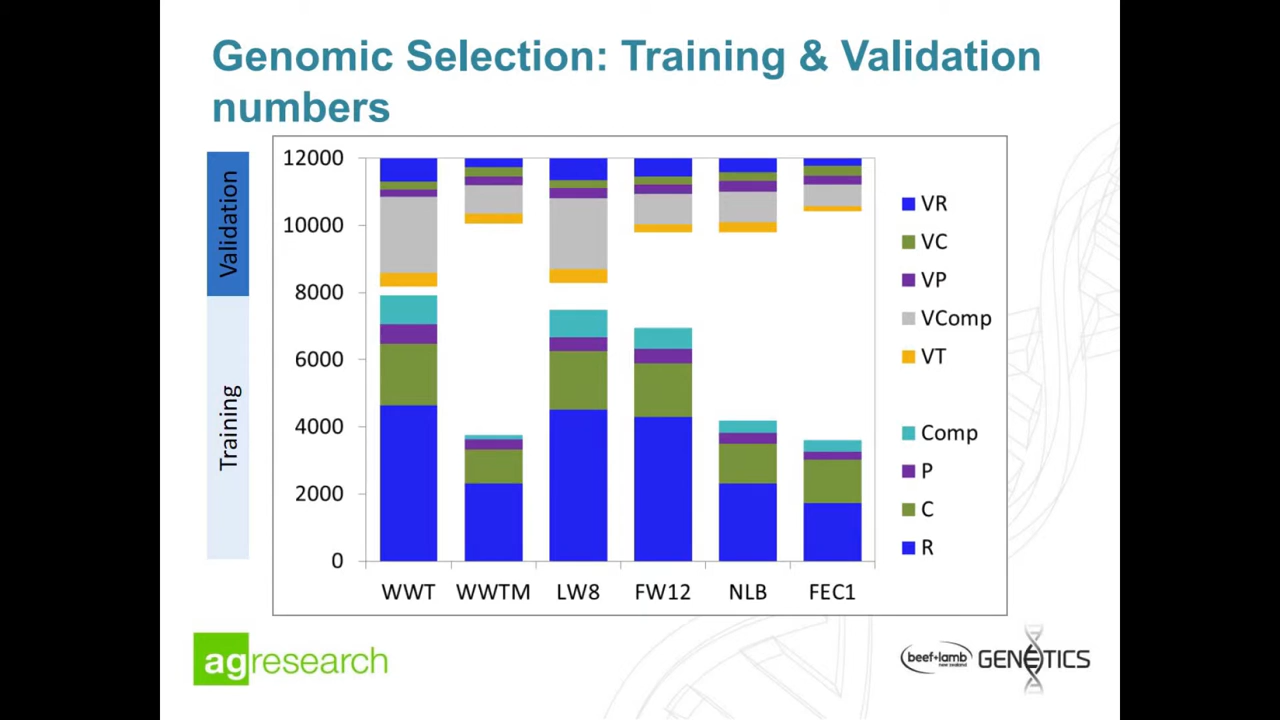 Genomic Selection: Training & Validation
numbers
Validation
Training
12000
10000
8000
6000
4000
2000
0
WWT WWTM LW8 FW12 NLB FEC1
VR
VC
VP
VComp
VT
Comp
P
C
R
agresearch
beef+lamb
new zealand
GENETICS